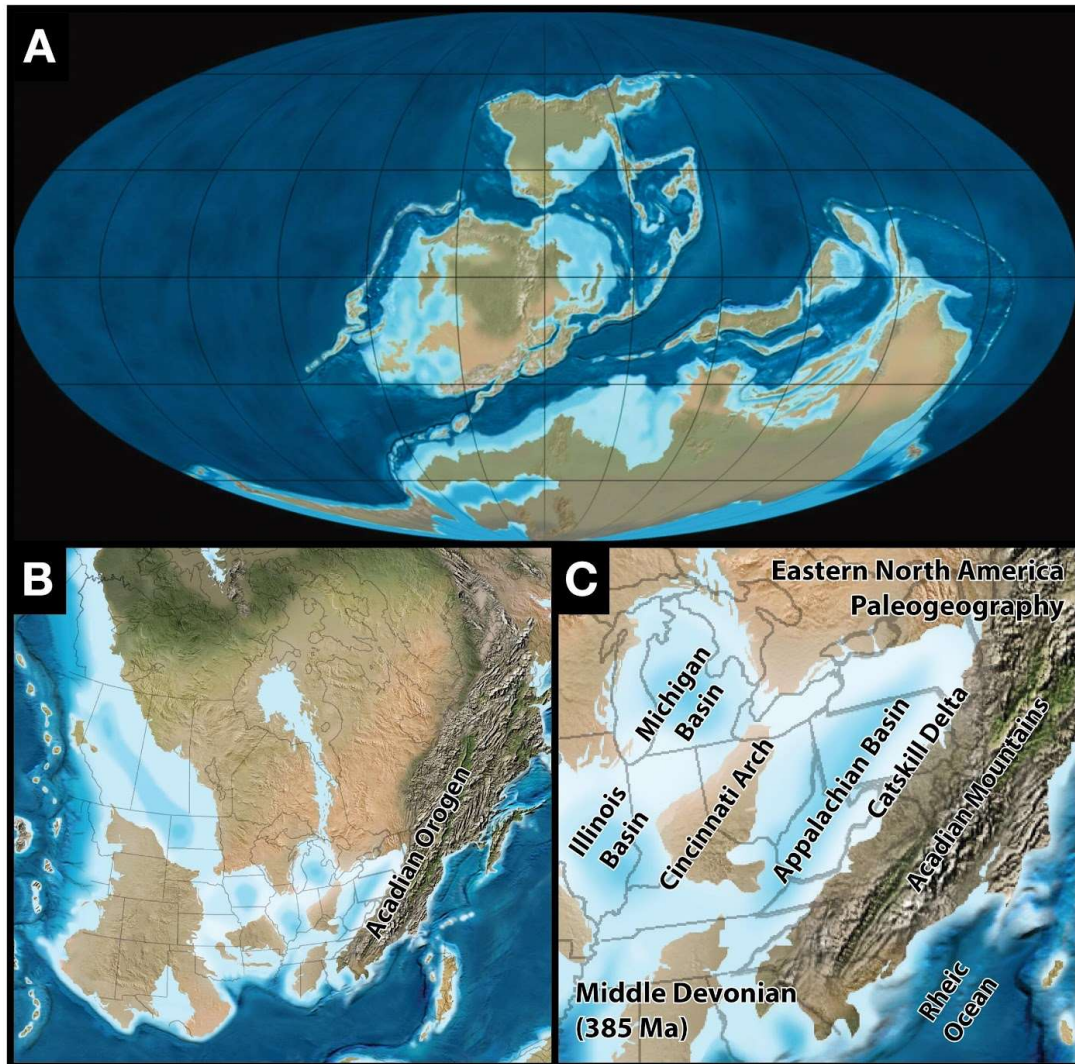 A
B
Acadian Orogen
C
Eastern North America
Paleogeography
Michigan
Basin
Illinois
Basin
Cincinnati Arch
Appalachian Basin
Catskill Delta
Acadian Mountains
Middle Devonian
(385 Ma)
Rheic
Ocean